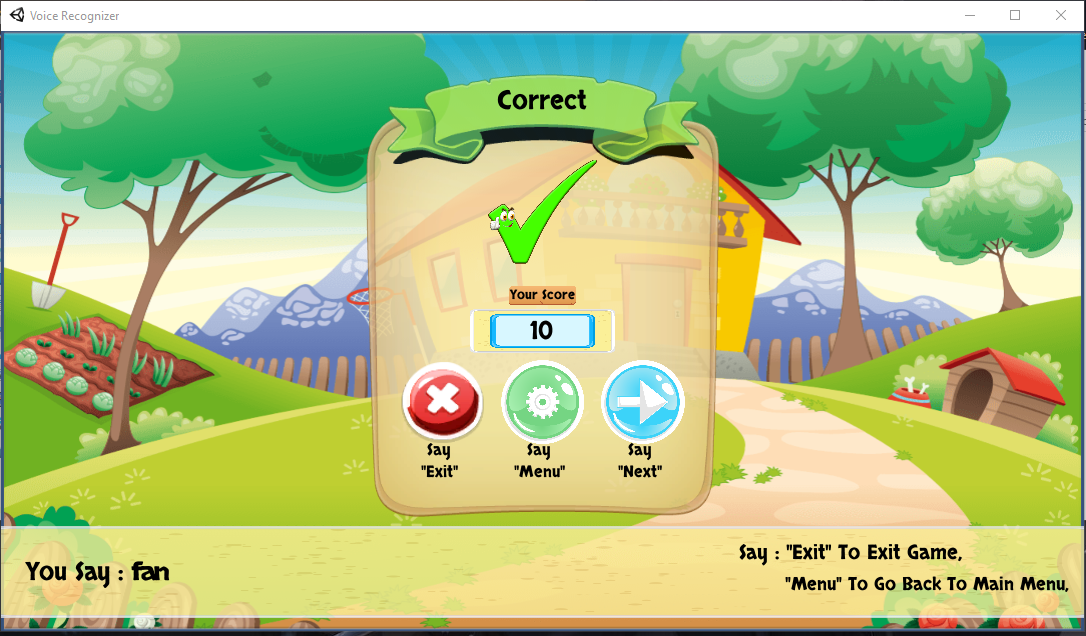 Voice Recognizer
Correct
Your Score
10
Say
"Exit"
Say
"Menu"
Say
"Next"
You Say : fan
Say : "Exit" To Exit Game,
"Menu" To Go Back To Main Menu,